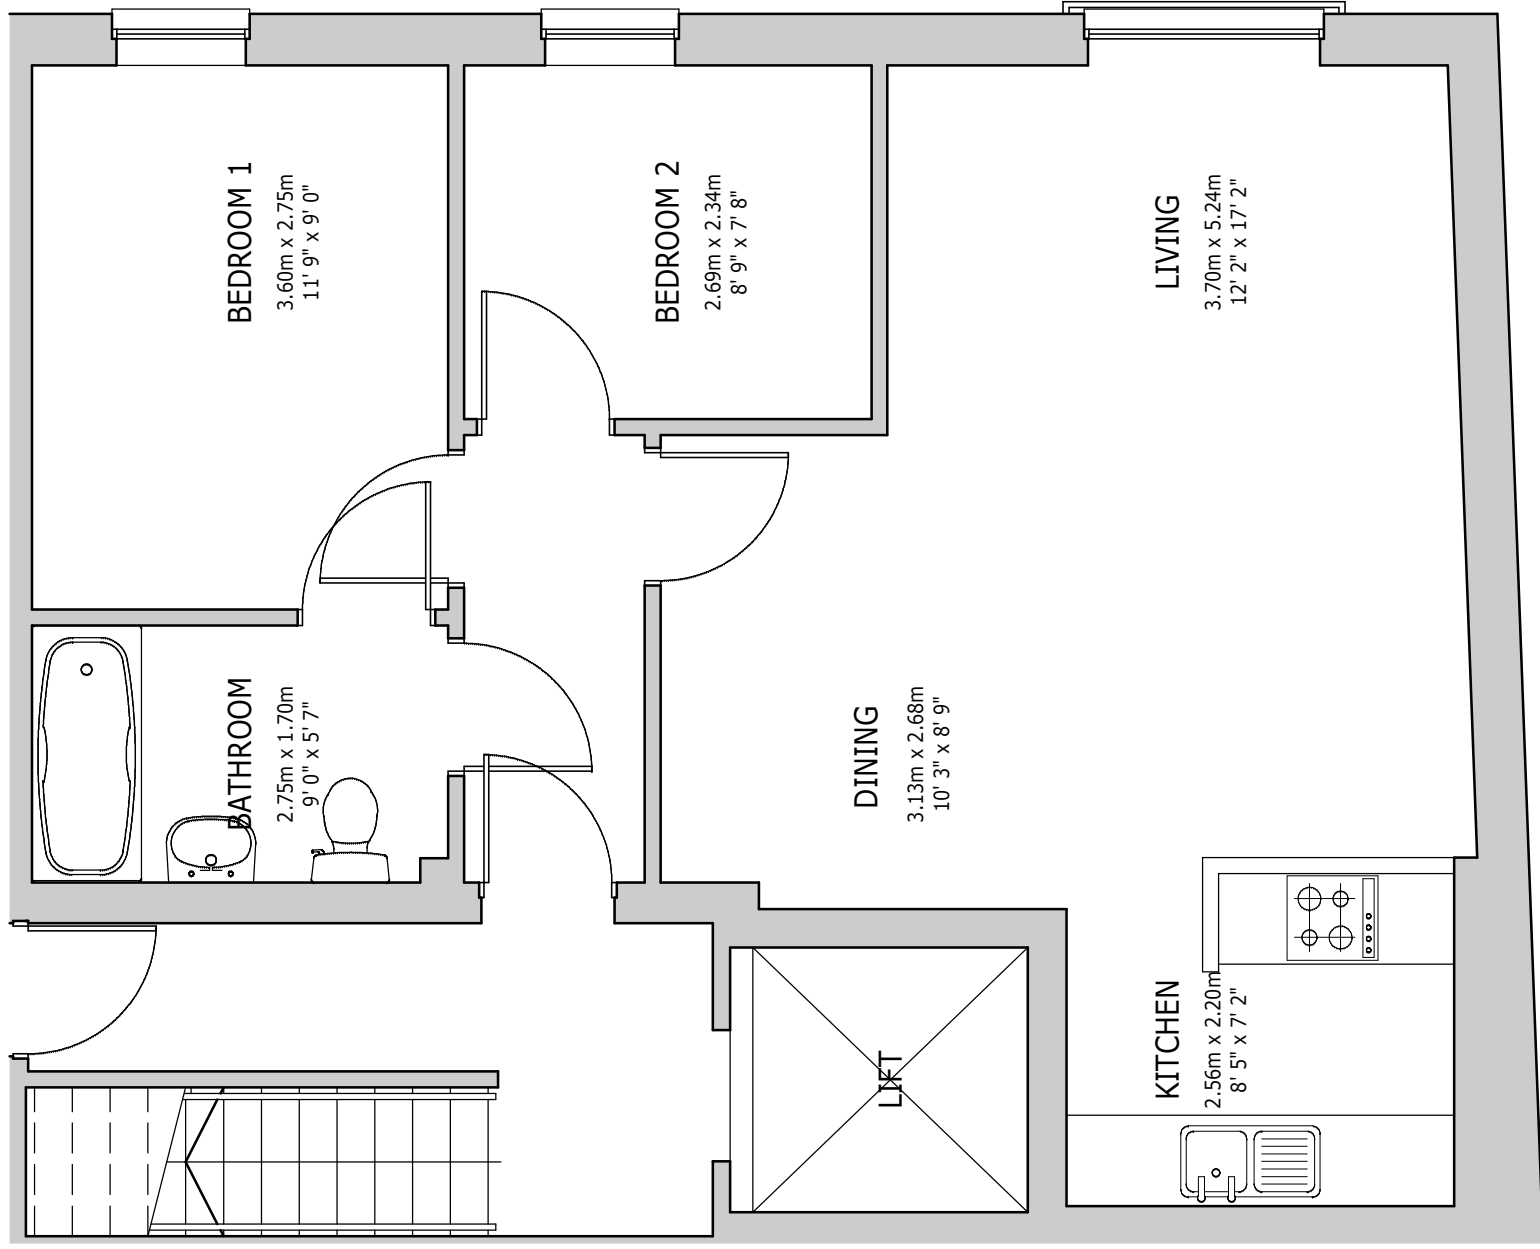 BEDROOM 1
3.60m x 2.75m
11' 9" x 9' 0"
BEDROOM 2
2.69m x 2.34m
8' 9" x 7' 8"
LIVING
3.70m x 5.24m
12' 2" x 17' 2"
BATHROOM
2.75m x 1.70m
9' 0" x 5' 7"
DINING
3.13m x 2.68m
10' 3" x 8' 9"
KITCHEN
2.56m x 2.20m
8' 5" x 7' 2"
LIFT